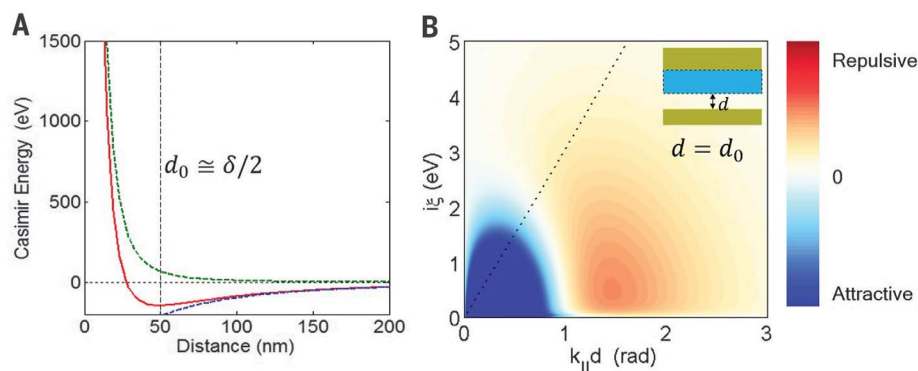 A
1500
1000
500
0
Casimir Energy (eV)
d₀ ≅ δ/2
0
50
100
150
200
Distance (nm)
B
5
4
3
2
1
0
iξ (eV)
d
d = d₀
0
1
2
3
k||d (rad)
Repulsive
0
Attractive